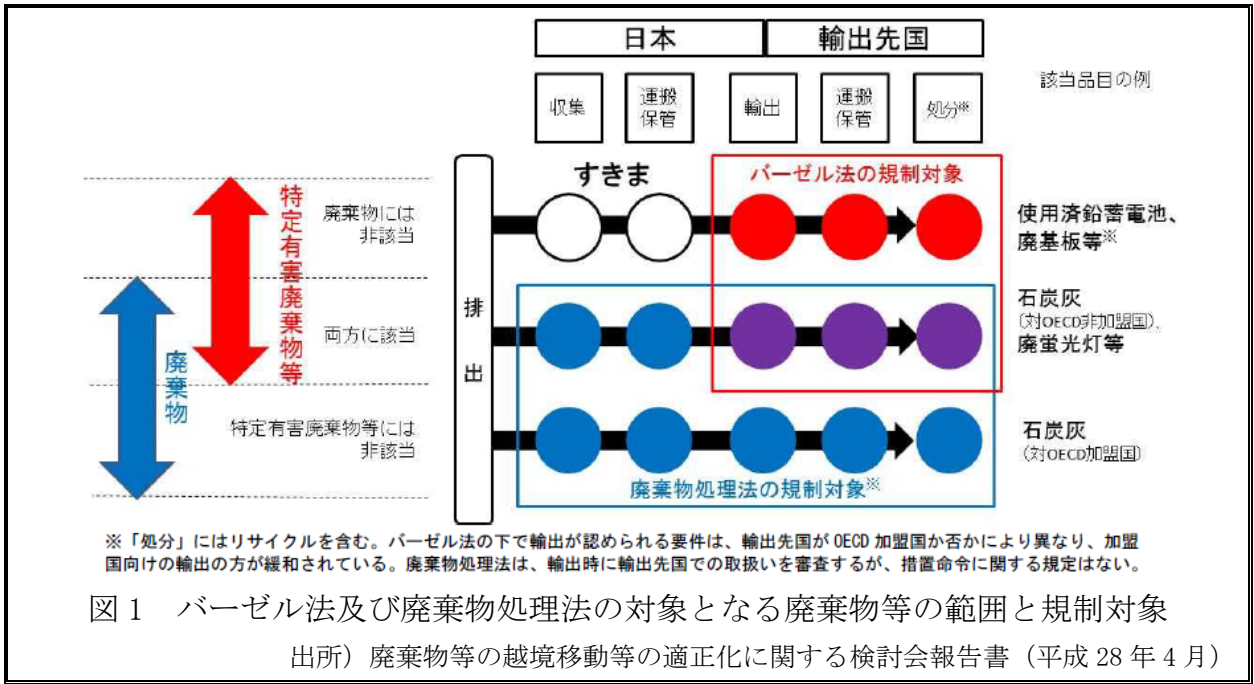 日本
輸出先国
収集
運搬
保管
輸出
運搬
保管
処分※
該当品目の例
すきま
バーゼル法の規制対象
特定有害廃棄物等
廃棄物には
非該当
使用済鉛蓄電池、
廃基板等※
排出
両方に該当
石炭灰
(対OECD非加盟国)、
廃蛍光灯等
廃棄物
特定有害廃棄物等には
非該当
石炭灰
(対OECD加盟国)
廃棄物処理法の規制対象※
※「処分」にはリサイクルを含む。バーゼル法の下で輸出が認められる要件は、輸出先国が OECD 加盟国か否かにより異なり、加盟
国向けの輸出の方が緩和されている。廃棄物処理法は、輸出時に輸出先国での取扱いを審査するが、措置命令に関する規定はない。
図1 バーゼル法及び廃棄物処理法の対象となる廃棄物等の範囲と規制対象
出所）廃棄物等の越境移動等の適正化に関する検討会報告書（平成 28 年 4 月）